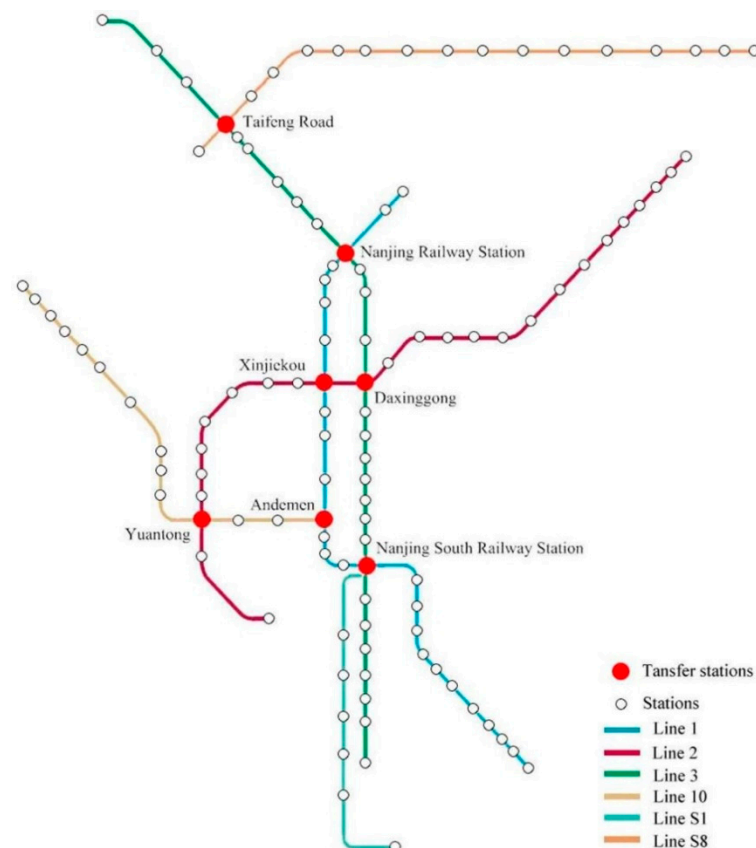 Taifeng Road
Nanjing Railway Station
Xinjiekou
Daxinggong
Andemen
Yuantong
Nanjing South Railway Station
Tansfer stations
Stations
Line 1
Line 2
Line 3
Line 10
Line S1
Line S8